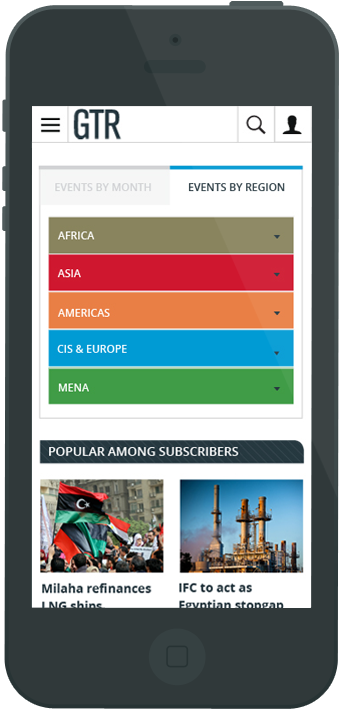 GTR
EVENTS BY MONTH
EVENTS BY REGION
AFRICA
ASIA
AMERICAS
CIS & EUROPE
MENA
POPULAR AMONG SUBSCRIBERS
Milaha refinances
LNG ships
IFC to act as
Egyptian stopgap